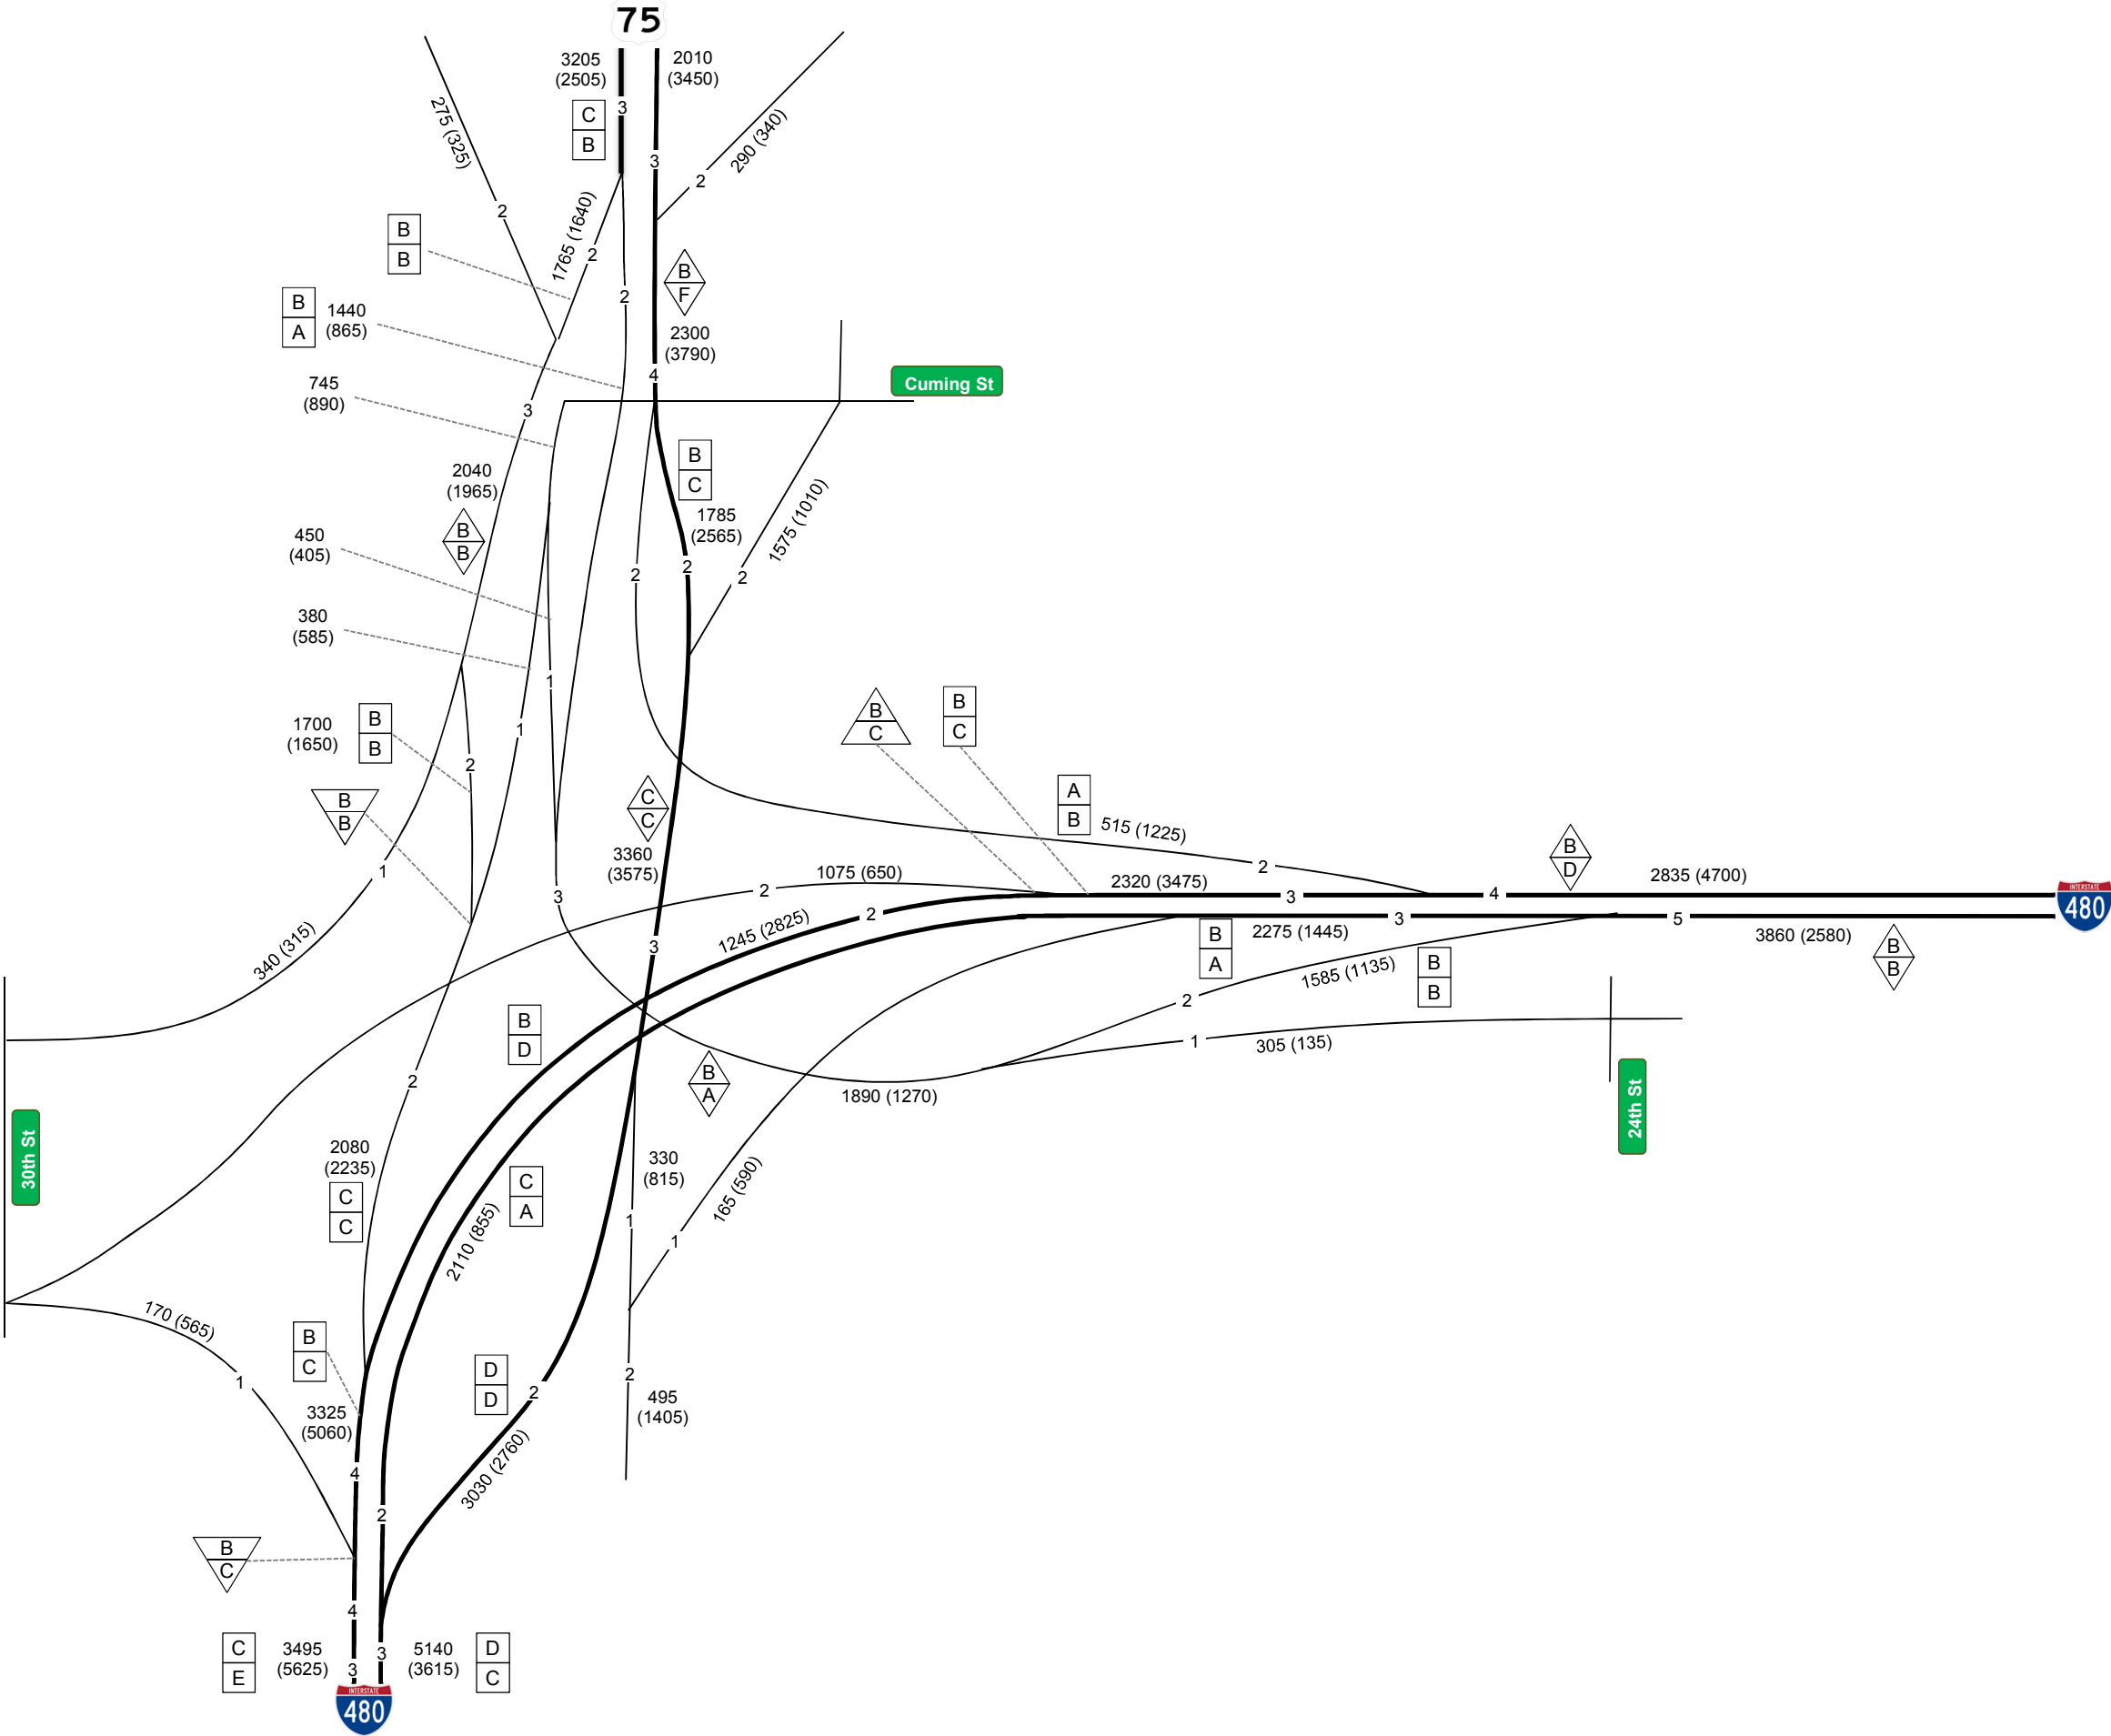 75
3205
(2505)
2010
(3450)
3
C
B
275 (325)
3
290 (340)
2
2
1765 (1640)
B
B
2
B
F
2
B
A
1440
(865)
2300
(3790)
4
745
(890)
Cuming St
3
B
C
2040
(1965)
1785
(2565)
1575 (1010)
B
B
450
(405)
2
2
2
380
(585)
1
1700
(1650)
B
B
1
2
B
C
B
C
B
B
C
C
A
B
515 (1225)
3360
(3575)
1
1075 (650)
2
2
2320 (3475)
3
4
B
D
2835 (4700)
INTERSTATE
480
3
2
1245 (2825)
3
340 (315)
B
A
2275 (1445)
3
5
3860 (2580)
B
B
1585 (1135)
B
B
2
B
D
1
305 (135)
2
B
A
1890 (1270)
30th St
24th St
2080
(2235)
C
C
330
(815)
C
A
165 (590)
2110 (855)
1
1
170 (565)
B
C
1
D
D
2
2
495
(1405)
3325
(5060)
3030 (2760)
4
2
B
C
4
C
E
3495
(5625)
3
3
5140
(3615)
D
C
INTERSTATE
480